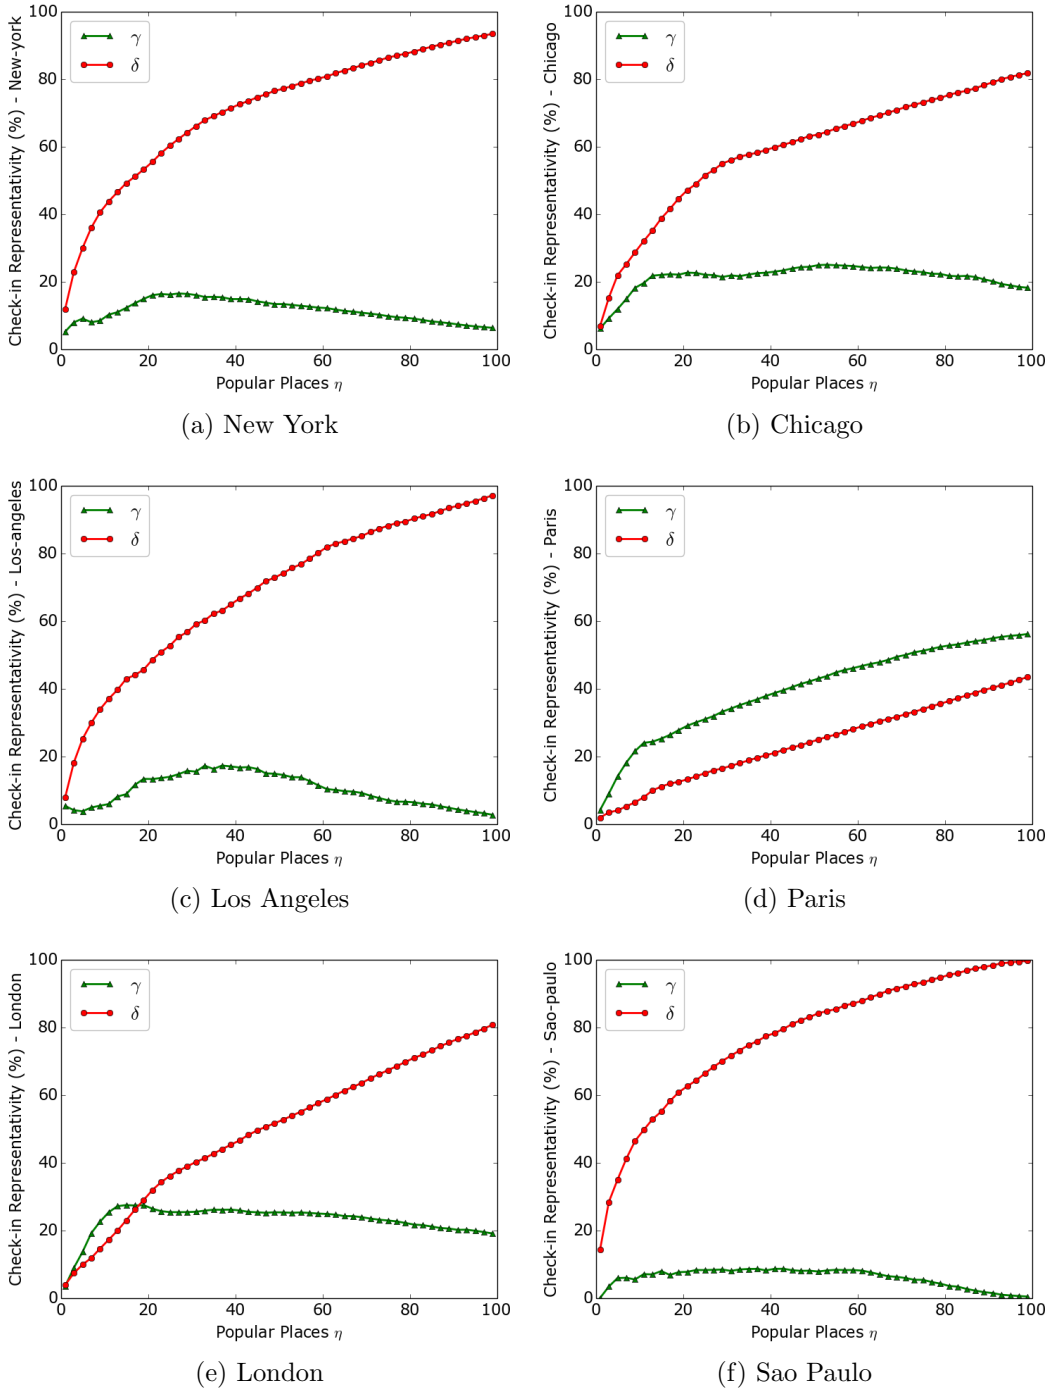 Check-in Representativity (%) - New-york
100
80
60
40
20
0
γ
δ
0 20 40 60 80 100
Popular Places η
(a) New York
Check-in Representativity (%) - Chicago
100
80
60
40
20
0
γ
δ
0 20 40 60 80 100
Popular Places η
(b) Chicago
Check-in Representativity (%) - Los-angeles
100
80
60
40
20
0
γ
δ
0 20 40 60 80 100
Popular Places η
(c) Los Angeles
Check-in Representativity (%) - Paris
100
80
60
40
20
0
γ
δ
0 20 40 60 80 100
Popular Places η
(d) Paris
Check-in Representativity (%) - London
100
80
60
40
20
0
γ
δ
0 20 40 60 80 100
Popular Places η
(e) London
Check-in Representativity (%) - Sao-paulo
100
80
60
40
20
0
γ
δ
0 20 40 60 80 100
Popular Places η
(f) Sao Paulo